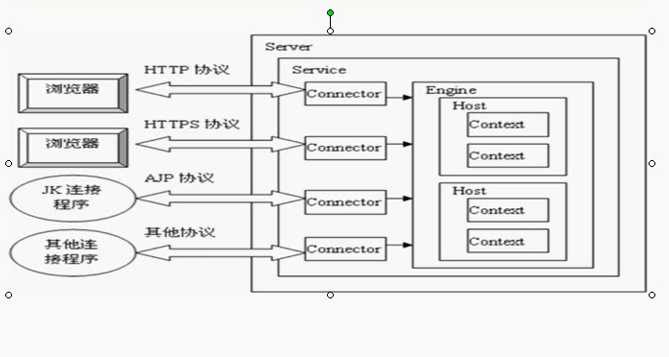 Server
HTTP 协议
Service
浏览器
Connector
Engine
Host
Context
HTTPS 协议
浏览器
Connector
Context
AJP 协议
JK 连接
程序
Connector
Host
Context
其他协议
其他连
接程序
Connector
Context